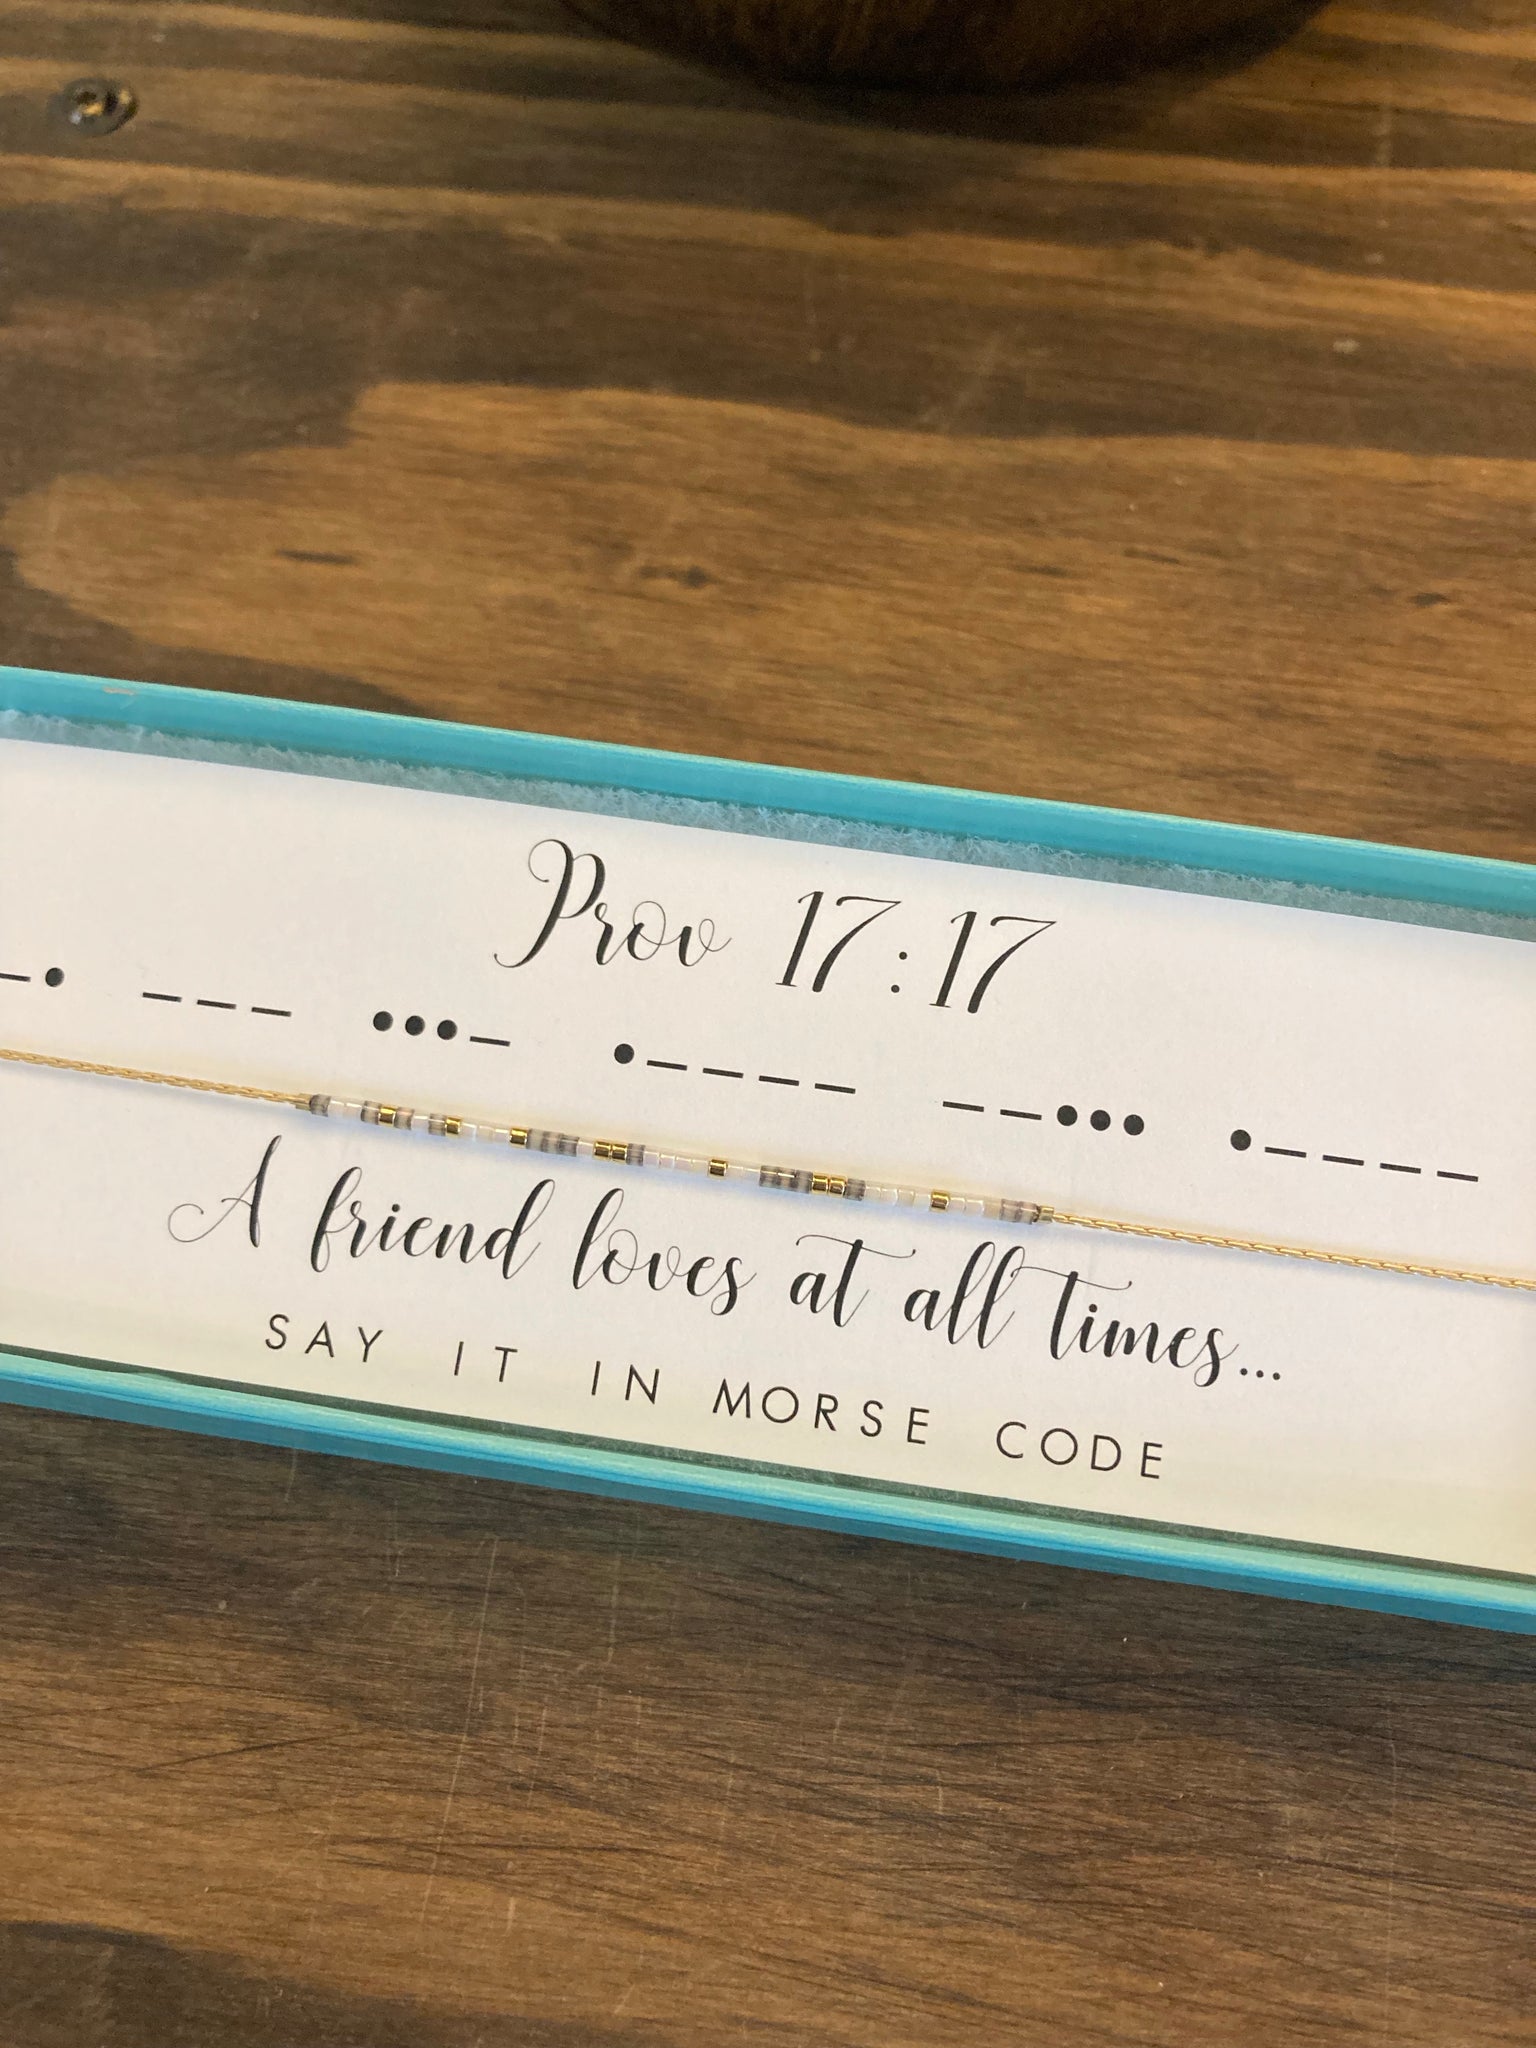 Prov 17:17
–• ––– •••– •–––– ––••• •––––
A friend loves at all times...
SAY IT IN MORSE CODE